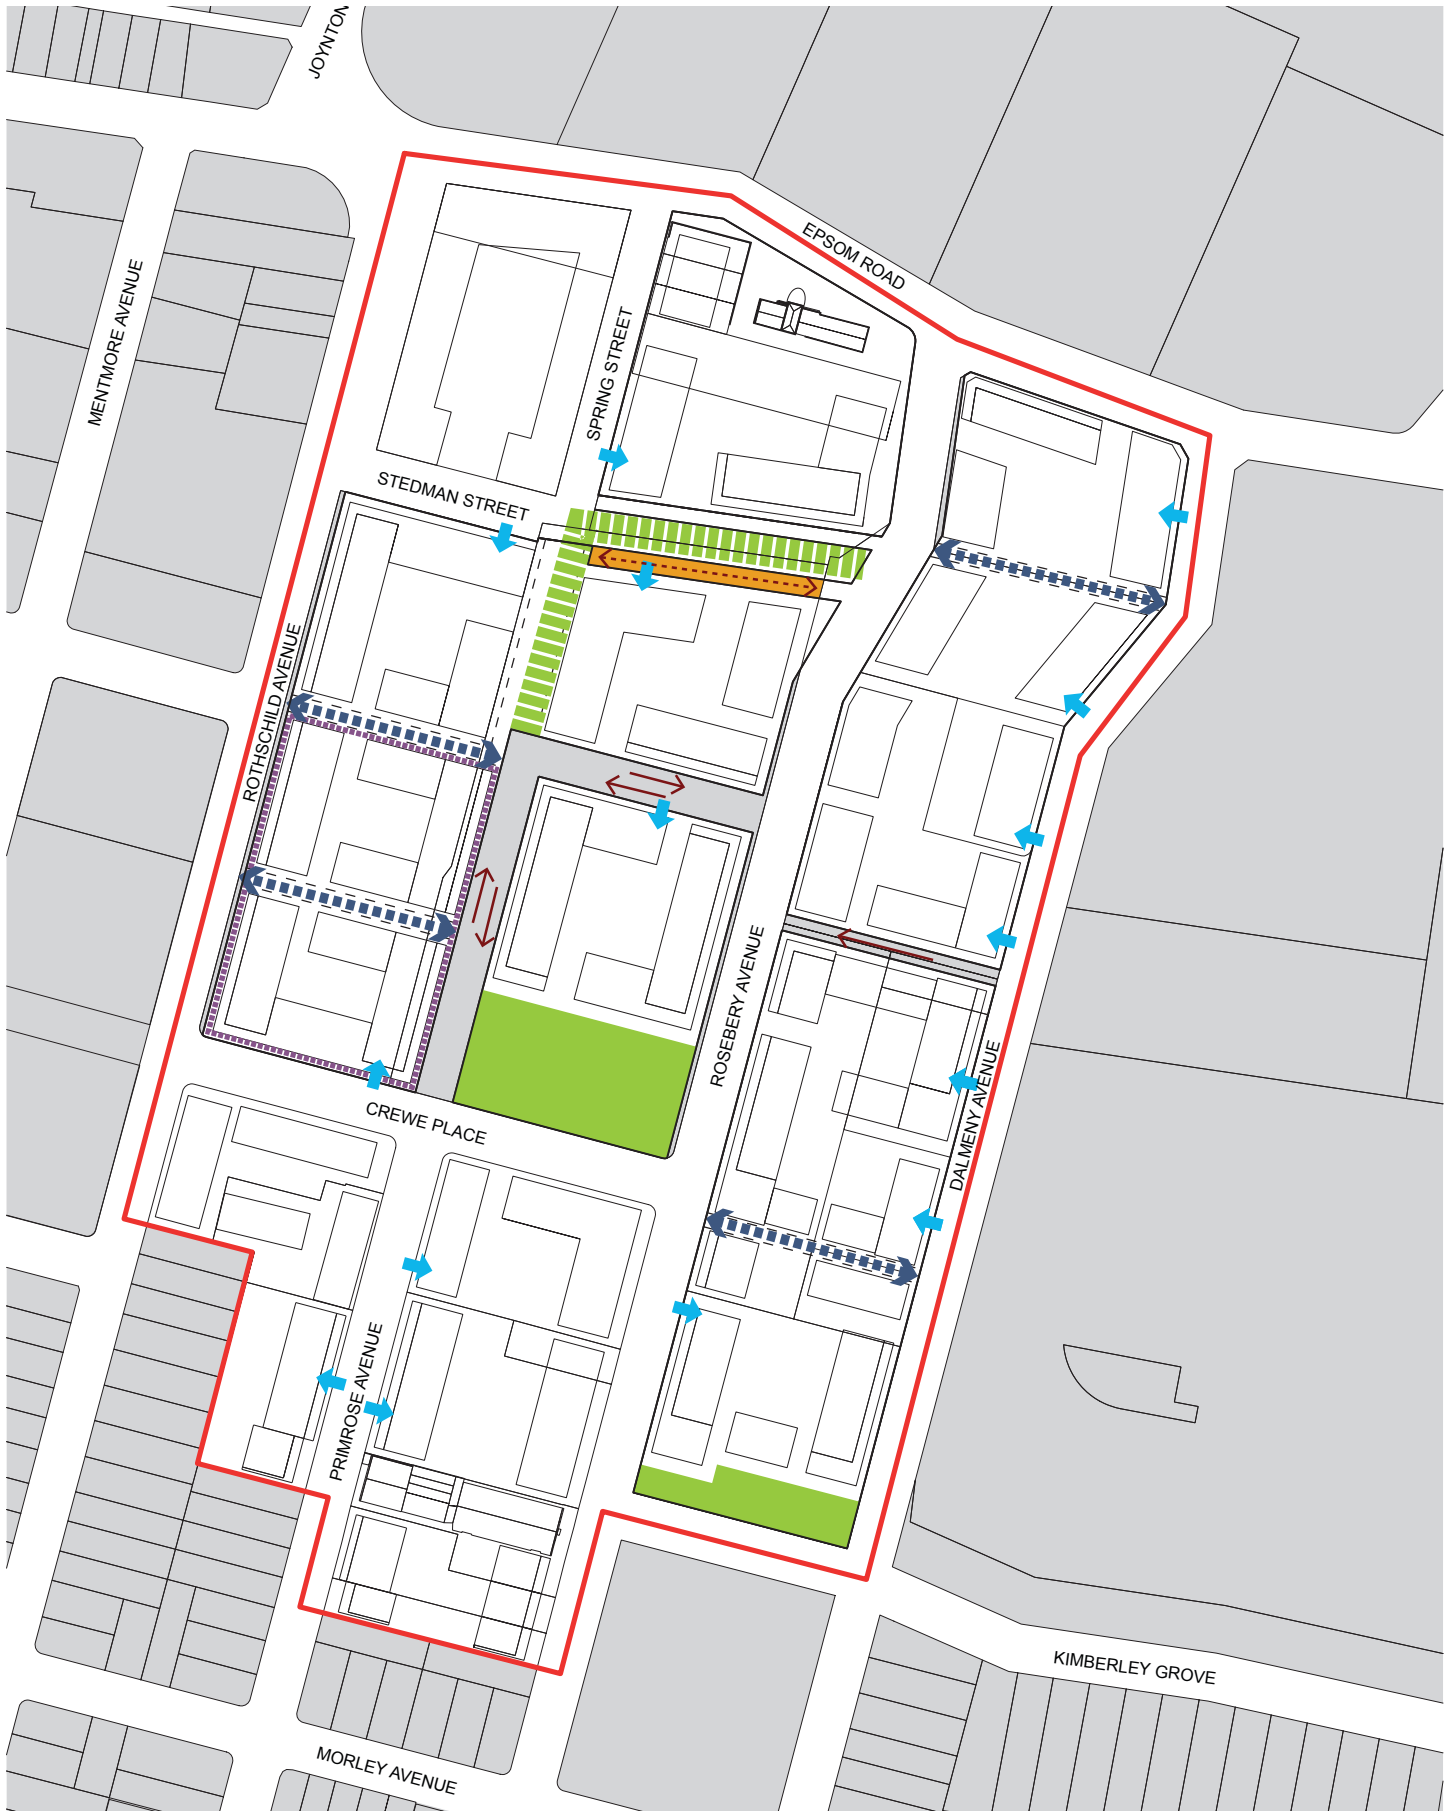 JOYNTON
EPSOM ROAD
MENTMORE AVENUE
SPRING STREET
STEDMAN STREET
ROTHSCHILD AVENUE
ROSEBERY AVENUE
DALMENY AVENUE
CREWE PLACE
PRIMROSE AVENUE
KIMBERLEY GROVE
MORLEY AVENUE